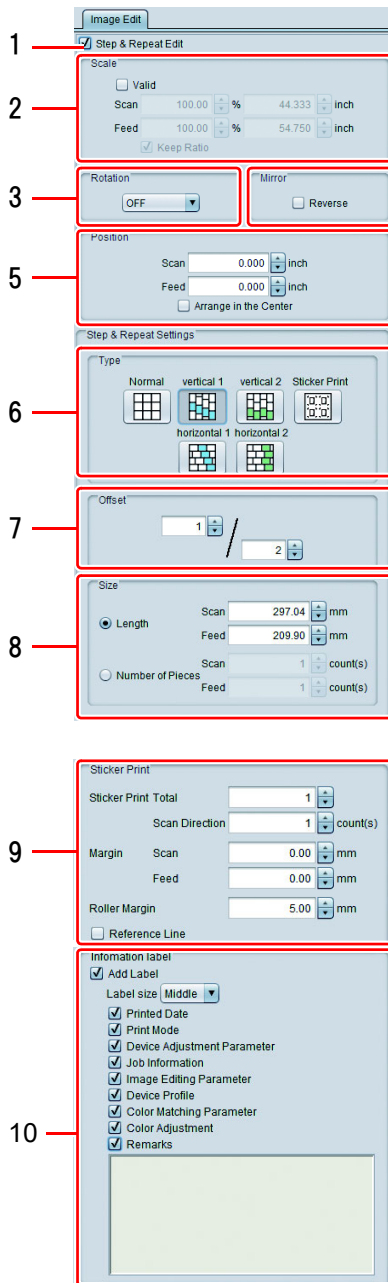 Image Edit
1 Step & Repeat Edit
Scale
2 Valid
Scan 100.00 % 44.333 inch
Feed 100.00 % 54.750 inch
Keep Ratio
Rotation Mirror
3 OFF Reverse
Position
5 Scan 0.000 inch
Feed 0.000 inch
Arrange in the Center
Step & Repeat Settings
Type
6 Normal vertical 1 vertical 2 Sticker Print
horizontal 1 horizontal 2
Offset
7 1 / 2
Size
8 Length Scan 297.04 mm
Feed 209.90 mm
Number of Pieces Scan 1 count(s)
Feed 1 count(s)
Sticker Print
Sticker Print Total 1
Scan Direction 1 count(s)
9 Margin Scan 0.00 mm
Feed 0.00 mm
Roller Margin 5.00 mm
Reference Line
Infomation label
10 Add Label
Label size Middle
Printed Date
Print Mode
Device Adjustment Parameter
Job Information
Image Editing Parameter
Device Profile
Color Matching Parameter
Color Adjustment
Remarks